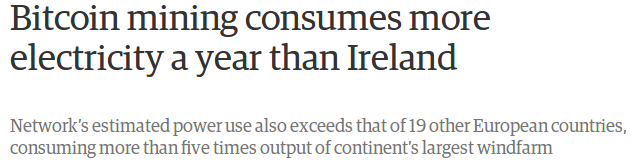 Bitcoin mining consumes more
electricity a year than Ireland
Network's estimated power use also exceeds that of 19 other European countries,
consuming more than five times output of continent's largest windfarm